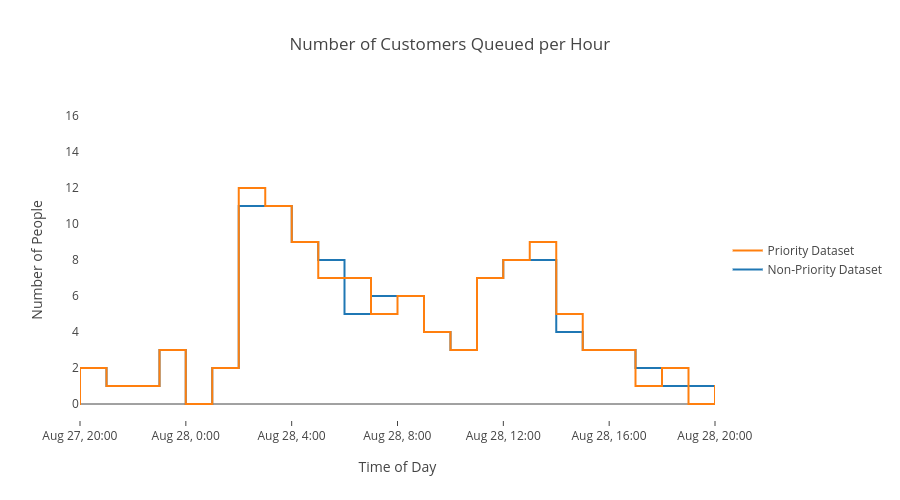 Number of Customers Queued per Hour
16
14
12
10
8
6
4
2
0
Number of People
Aug 27, 20:00 Aug 28, 0:00 Aug 28, 4:00 Aug 28, 8:00 Aug 28, 12:00 Aug 28, 16:00 Aug 28, 20:00
Time of Day
Priority Dataset
Non-Priority Dataset